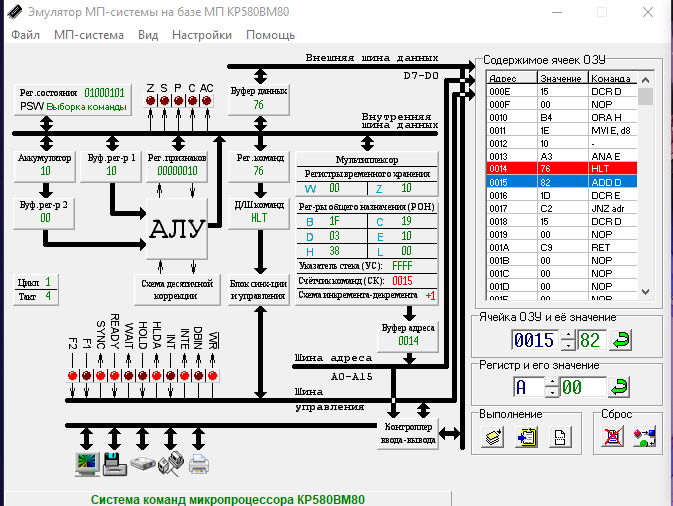 Эмулятор МП-системы на базе МП КР580ВМ80
Файл МП-система Вид Настройки Помощь
Внешняя шина данных
D7-D0
Рег.состояния 01000101
PSW Выборка команды
Z S P C AC
Буфер данных
76
Внутренняя
шина данных
Аккумулятор
10
Буф.рег-р 1
10
Рег.признаков
00000010
Рег.команд
76
Мультиплексор
Регистры временного хранения
W 00 Z 10
Буф.рег-р 2
00
АЛУ
Д/Ш команд
HLT
Рег-ры общего назначения (РОН)
B 1F C 19
D 03 E 10
H 38 L 00
Указатель стека (УС): FFFF
Счётчик команд (СК): 0015
Схема инкремента-декремента +1
Цикл 1
Такт 4
Схема десятичной
коррекции
Блок синх-ции
и управления
Буфер адреса
0014
F2 F1 SYNC READY WAIT HOLD HLDA INT INTE DBIN WR
Шина адреса
A0-A15
Шина
управления
Контроллер
ввода-вывода
Система команд микропроцессора КР580ВМ80
Содержимое ячеек ОЗУ
Адрес Значение Команда
000E 15 DCR D
000F 00 NOP
0010 B4 ORA H
0011 1E MVI E, d8
0012 10 -
0013 A3 ANA E
0014 76 HLT
0015 82 ADD D
0016 1D DCR E
0017 C2 JNZ adr
0018 15 DCR D
0019 00 NOP
001A C9 RET
001B 00 NOP
001C 00 NOP
001D 00 NOP
001E 00 NOP
001F 00 NOP
Ячейка ОЗУ и её значение
0015 82
Регистр и его значение
A 00
Выполнение
Сброс